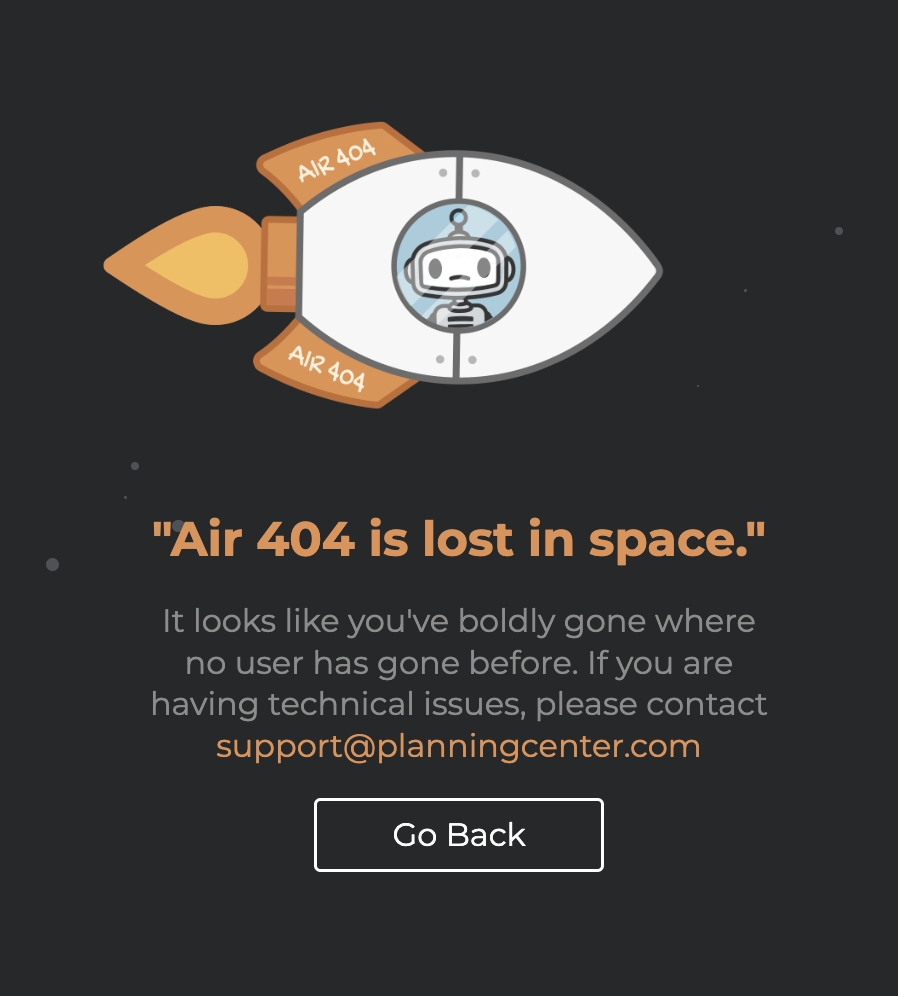 AIR 404
AIR 404
"Air 404 is lost in space."
It looks like you've boldly gone where
no user has gone before. If you are
having technical issues, please contact
support@planningcenter.com
Go Back